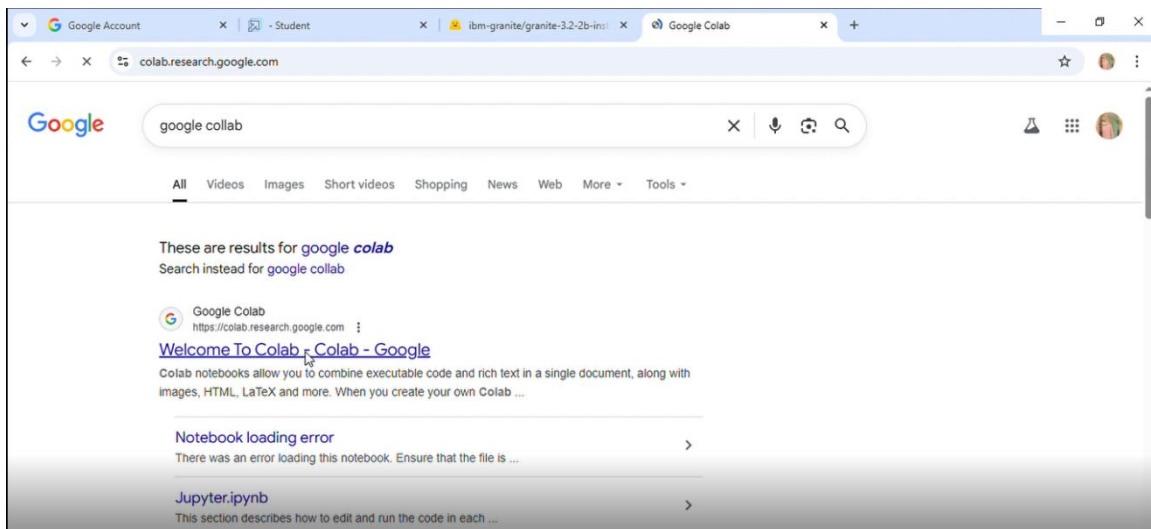 Google Account
- Student
ibm-granite/granite-3.2-2b-inst
Google Colab
colab.research.google.com
Google
google collab
All Videos Images Short videos Shopping News Web More Tools
These are results for google colab
Search instead for google collab
Google Colab
https://colab.research.google.com
Welcome To Colab - Colab - Google
Colab notebooks allow you to combine executable code and rich text in a single document, along with
images, HTML, LaTeX and more. When you create your own Colab ...
Notebook loading error
There was an error loading this notebook. Ensure that the file is ...
Jupyter.ipynb
This section describes how to edit and run the code in each ...